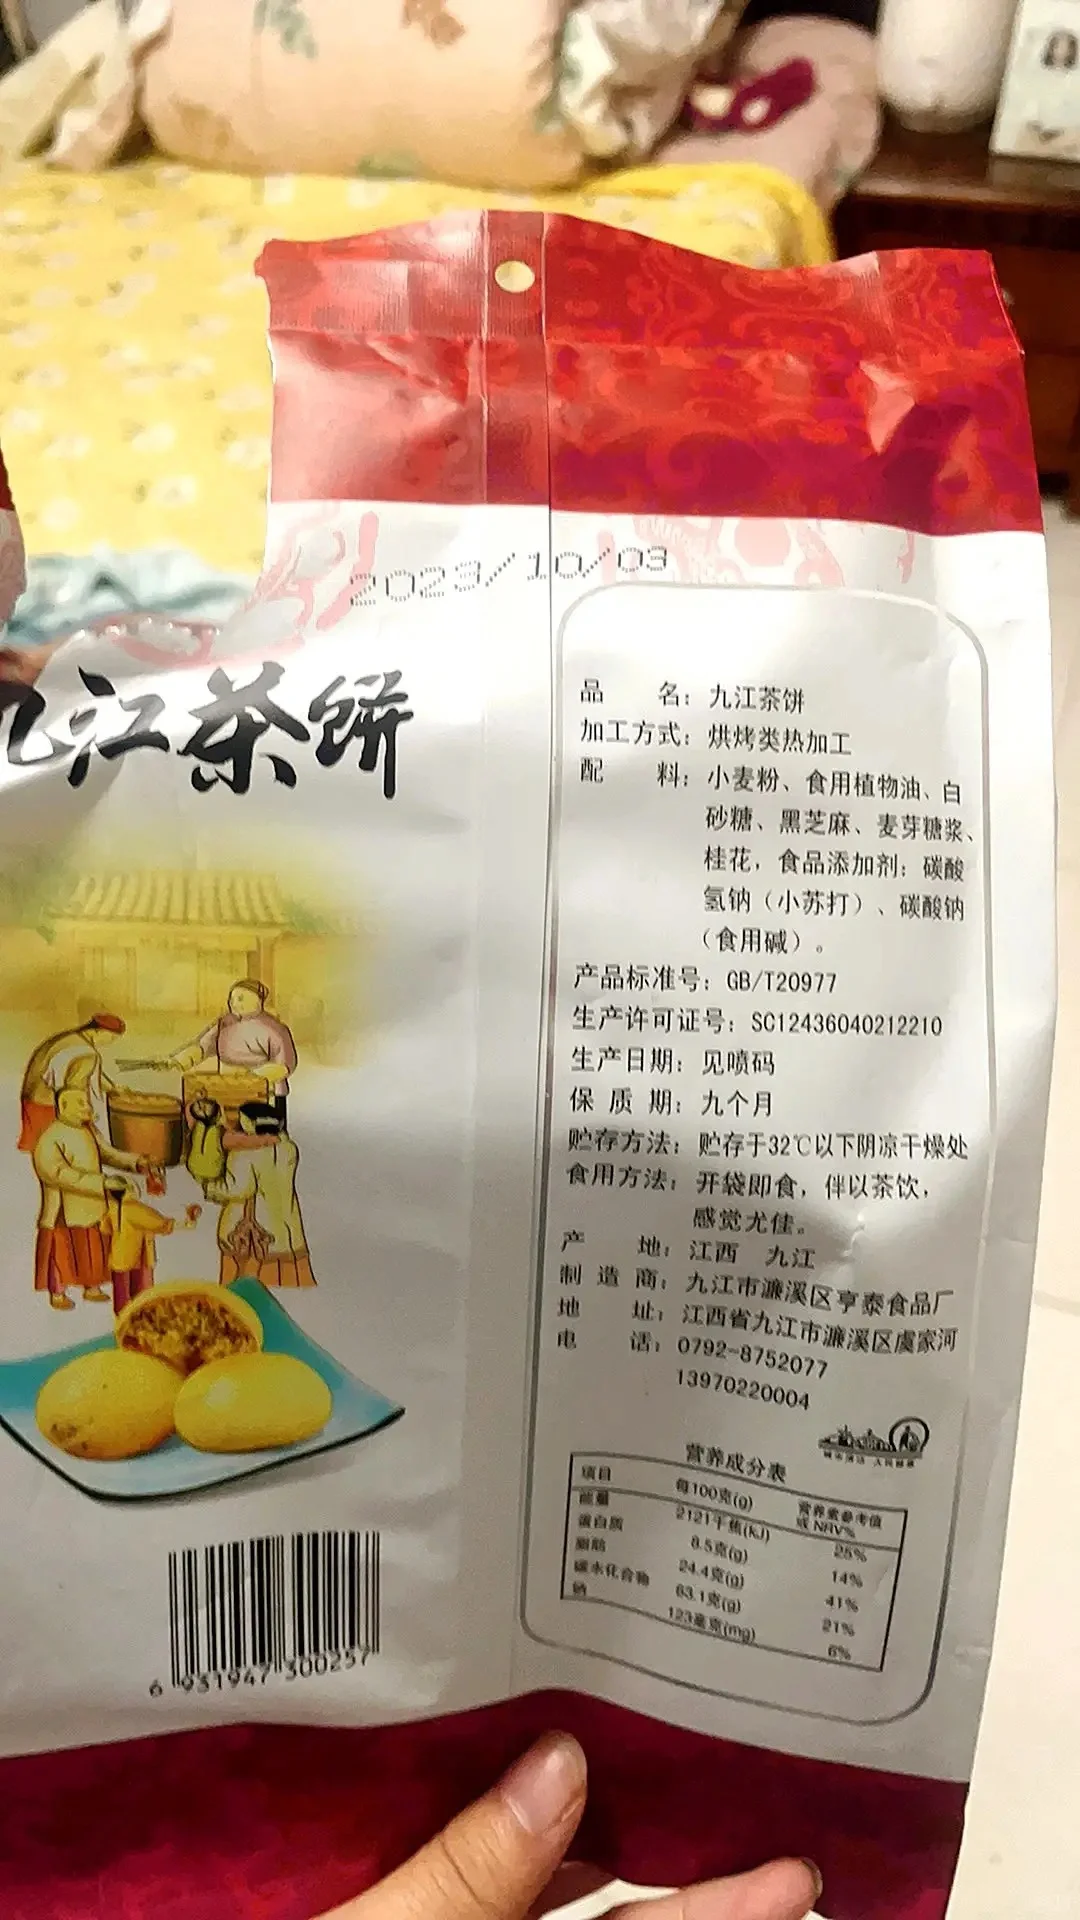 2023/10/03
九江茶饼
品 名：九江茶饼
加工方式：烘烤类热加工
配 料：小麦粉、食用植物油、白
砂糖、黑芝麻、麦芽糖浆、
桂花，食品添加剂：碳酸
氢钠（小苏打）、碳酸钠
（食用碱）。
产品标准号：GB/T20977
生产许可证号：SC12436040212210
生产日期：见喷码
保 质 期：九个月
贮存方法：贮存于32℃以下阴凉干燥处
食用方法：开袋即食，伴以茶饮，
感觉尤佳。
产 地：江西 九江
制 造 商：九江市濂溪区亨泰食品厂
地 址：江西省九江市濂溪区虞家河
电 话：0792-8752077
13970220004
营养成分表
项目 每100克(g) 营养素参考值
或NRV%
能量 2121千焦(kJ) 25%
蛋白质 8.5克(g) 14%
脂肪 24.4克(g) 41%
碳水化合物 63.1克(g) 21%
钠 123毫克(mg) 6%
6 931947 300257